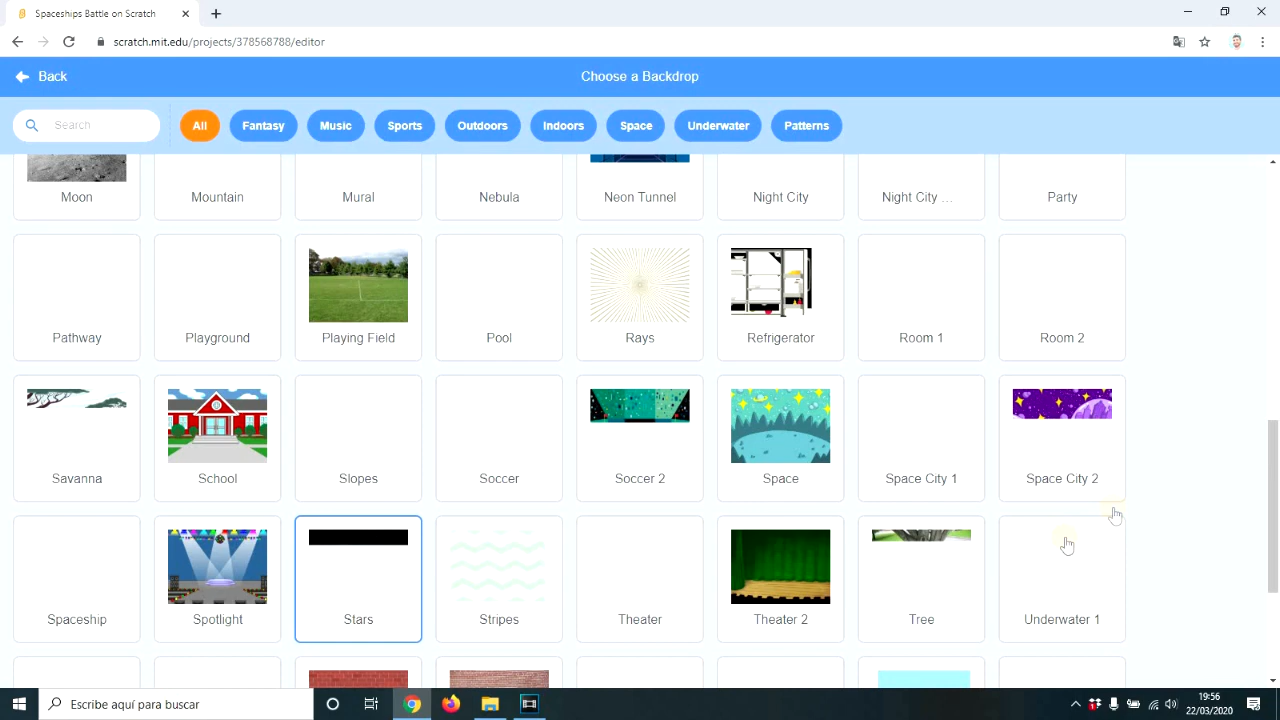 Spaceships Battle on Scratch
scratch.mit.edu/projects/378568788/editor
Back
Choose a Backdrop
Search
All
Fantasy
Music
Sports
Outdoors
Indoors
Space
Underwater
Patterns
Moon
Mountain
Mural
Nebula
Neon Tunnel
Night City
Night City ...
Party
Pathway
Playground
Playing Field
Pool
Rays
Refrigerator
Room 1
Room 2
Savanna
School
Slopes
Soccer
Soccer 2
Space
Space City 1
Space City 2
Spaceship
Spotlight
Stars
Stripes
Theater
Theater 2
Tree
Underwater 1
Escribe aquí para buscar
19:56
22/03/2020